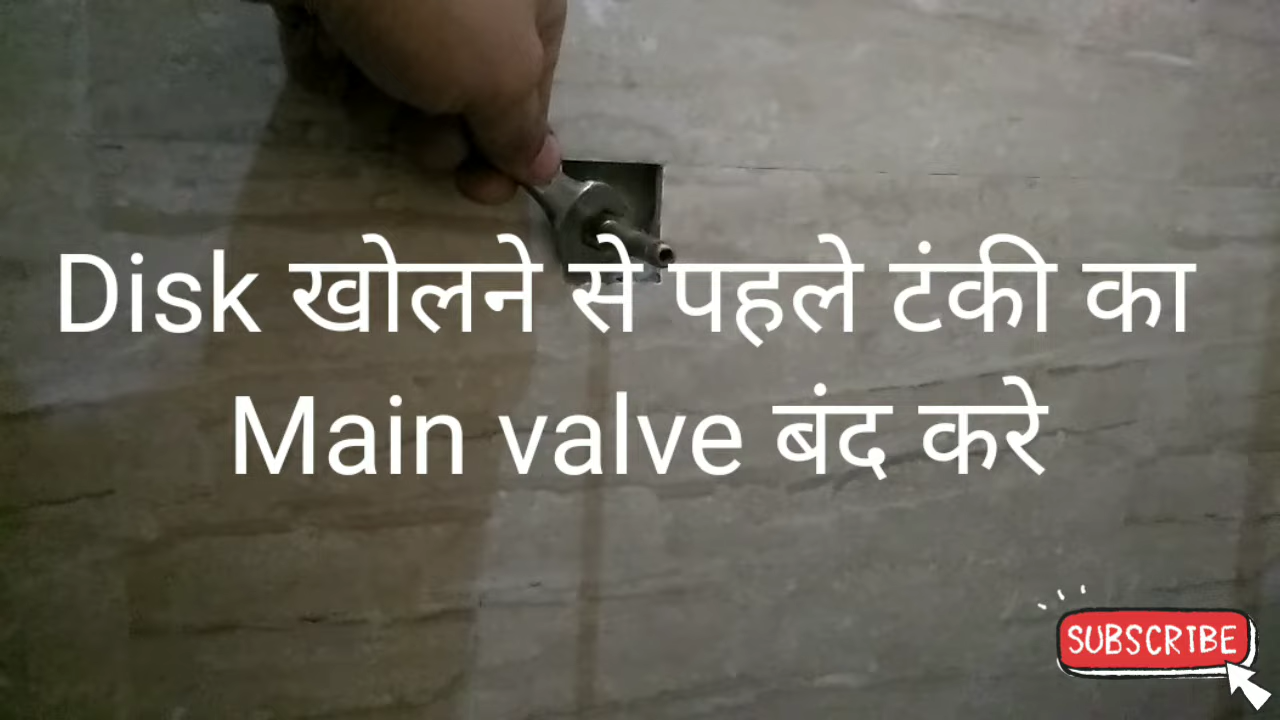 Disk खोलने से पहले टंकी का
Main valve बंद करे
SUBSCRIBE